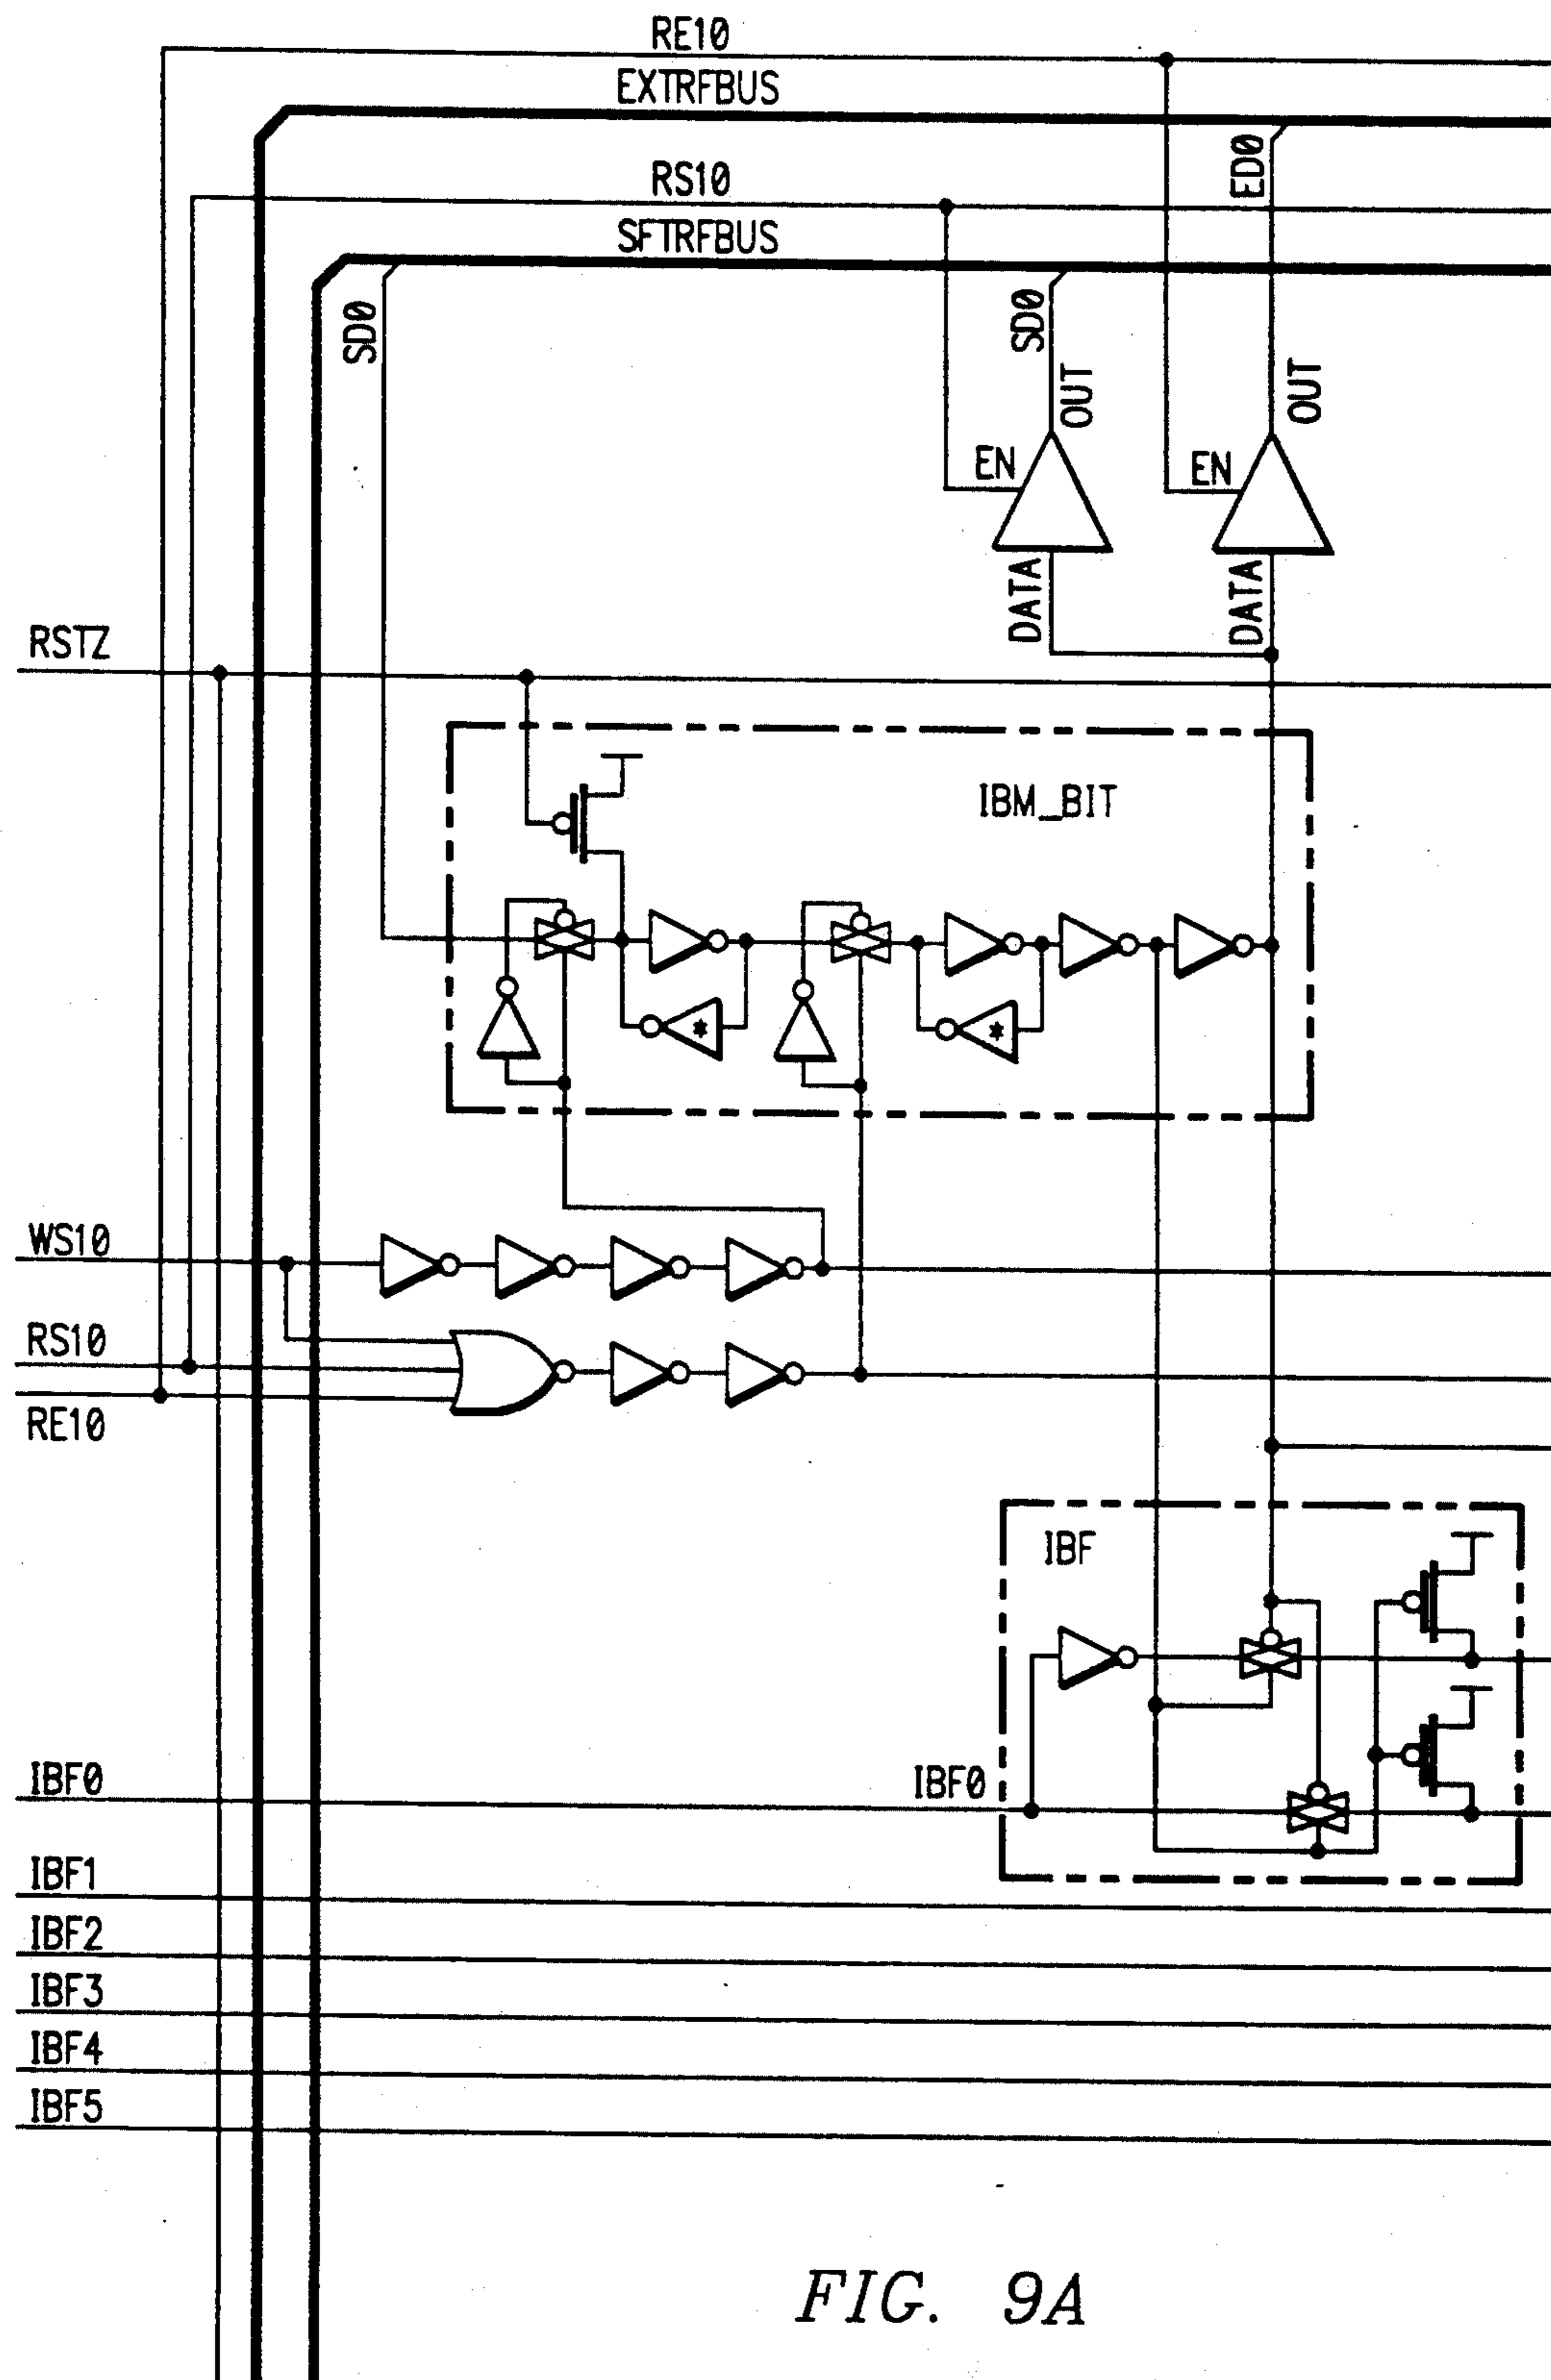 RE10
EXTRFBUS
ED0
RS10
SFTRFBUS
SD0
SD0
OUT
OUT
EN
EN
DATA
DATA
RSTZ
IBM_BIT
*
*
WS10
RS10
RE10
IBF
IBF0
IBF0
IBF1
IBF2
IBF3
IBF4
IBF5
FIG. 9A